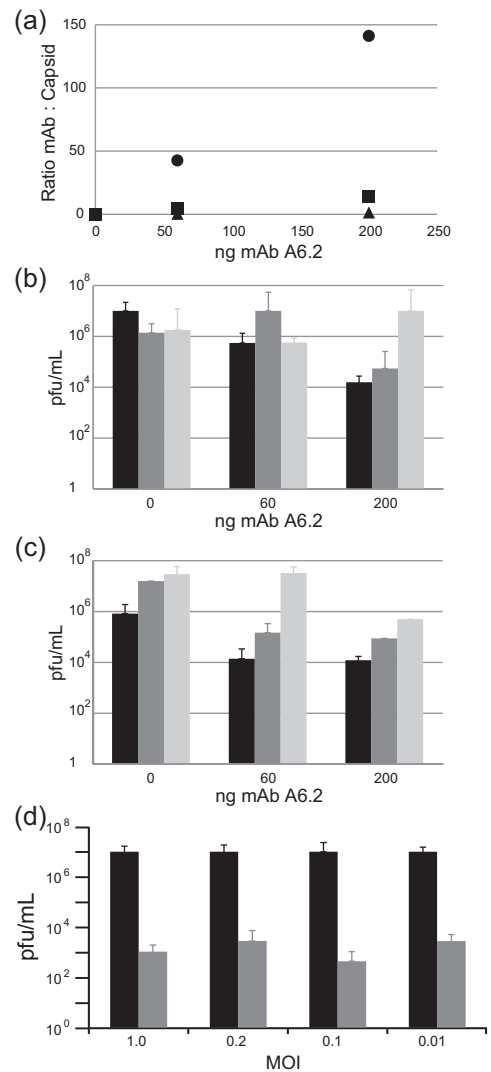 (a)
150
100
50
0
Ratio mAb : Capsid
0 50 100 150 200 250
ng mAb A6.2
(b)
10^8
10^6
10^4
10^2
1
pfu/mL
0 60 200
ng mAb A6.2
(c)
10^8
10^6
10^4
10^2
1
pfu/mL
0 60 200
ng mAb A6.2
(d)
10^8
10^6
10^4
10^2
10^0
pfu/mL
1.0 0.2 0.1 0.01
MOI